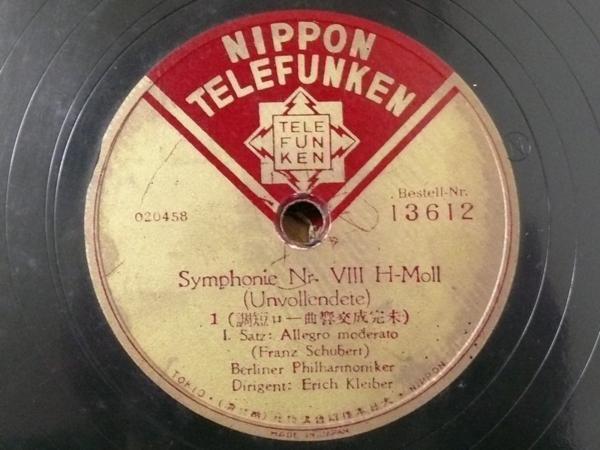 NIPPON
TELEFUNKEN
TELE
FUN
KEN
Bestell-Nr.
020458
13612
Symphonie Nr. VIII H-Moll
(Unvollendete)
1 (調短ロ一曲響交成完未)
I. Satz: Allegro moderato
(Franz Schubert)
Berliner Philharmoniker
Dirigent: Erich Kleiber
TOKIO
NIPPON
MADE IN JAPAN